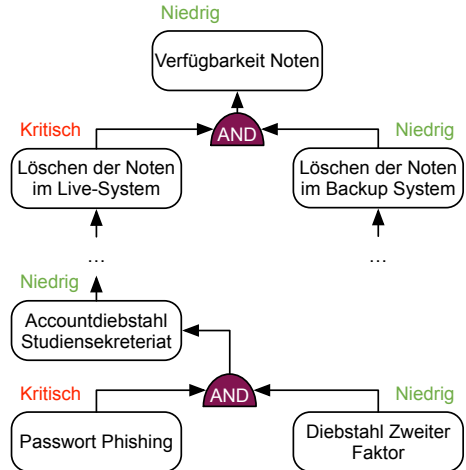 Niedrig
Verfügbarkeit Noten
Kritisch
AND
Niedrig
Löschen der Noten
im Live-System
Löschen der Noten
im Backup System
...
...
Niedrig
Accountdiebstahl
Studiensekreteriat
Kritisch
AND
Niedrig
Passwort Phishing
Diebstahl Zweiter
Faktor